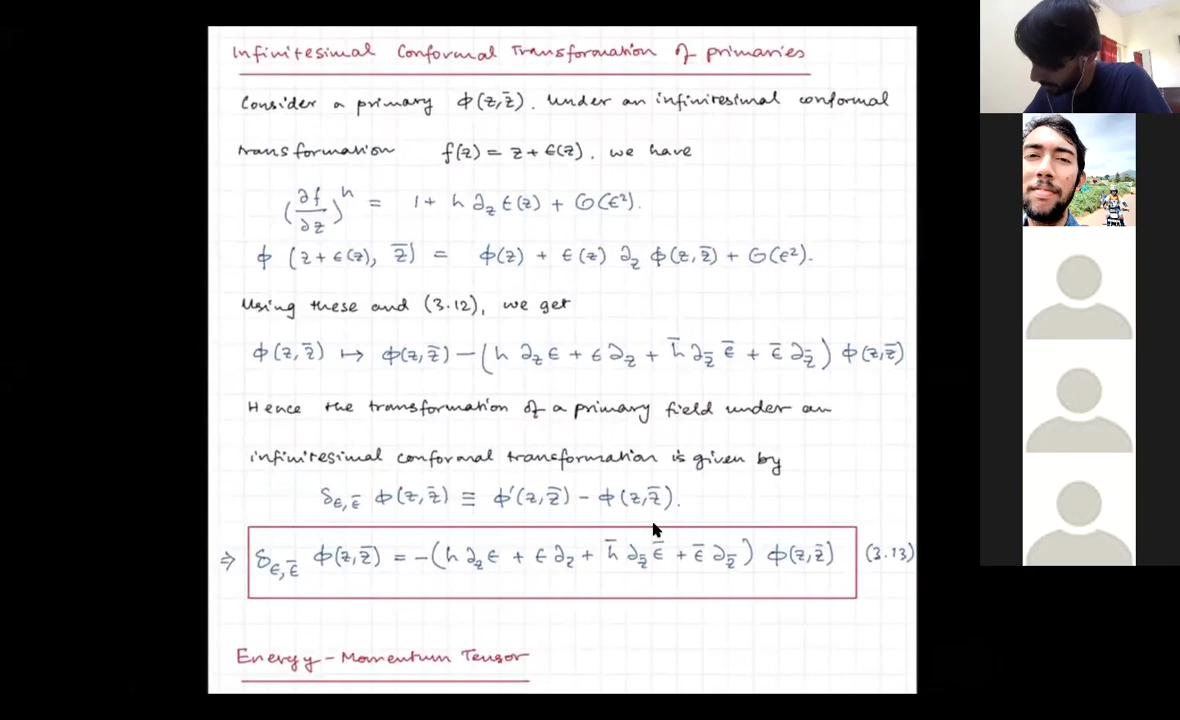 Infinitesimal Conformal Transformation of primaries
Consider a primary ϕ(z,z̄). Under an infinitesimal conformal
transformation f(z) = z + ϵ(z), we have
(∂f/∂z)^h = 1 + h ∂_z ϵ(z) + O(ϵ²).
ϕ (z + ϵ(z), z̄) = ϕ(z) + ϵ(z) ∂_z ϕ(z,z̄) + O(ϵ²).
Using these and (3.12), we get
ϕ(z,z̄) ↦ ϕ(z,z̄) − (h ∂_z ϵ + ϵ ∂_z + h̄ ∂_z̄ ϵ̄ + ϵ̄ ∂_z̄) ϕ(z,z̄)
Hence the transformation of a primary field under an
infinitesimal conformal transformation is given by
δ_ϵ,ϵ̄ ϕ(z,z̄) ≡ ϕ'(z,z̄) − ϕ(z,z̄).
⇒ δ_ϵ,ϵ̄ ϕ(z,z̄) = −(h ∂_z ϵ + ϵ ∂_z + h̄ ∂_z̄ ϵ̄ + ϵ̄ ∂_z̄) ϕ(z,z̄) (3.13)
Energy-Momentum Tensor